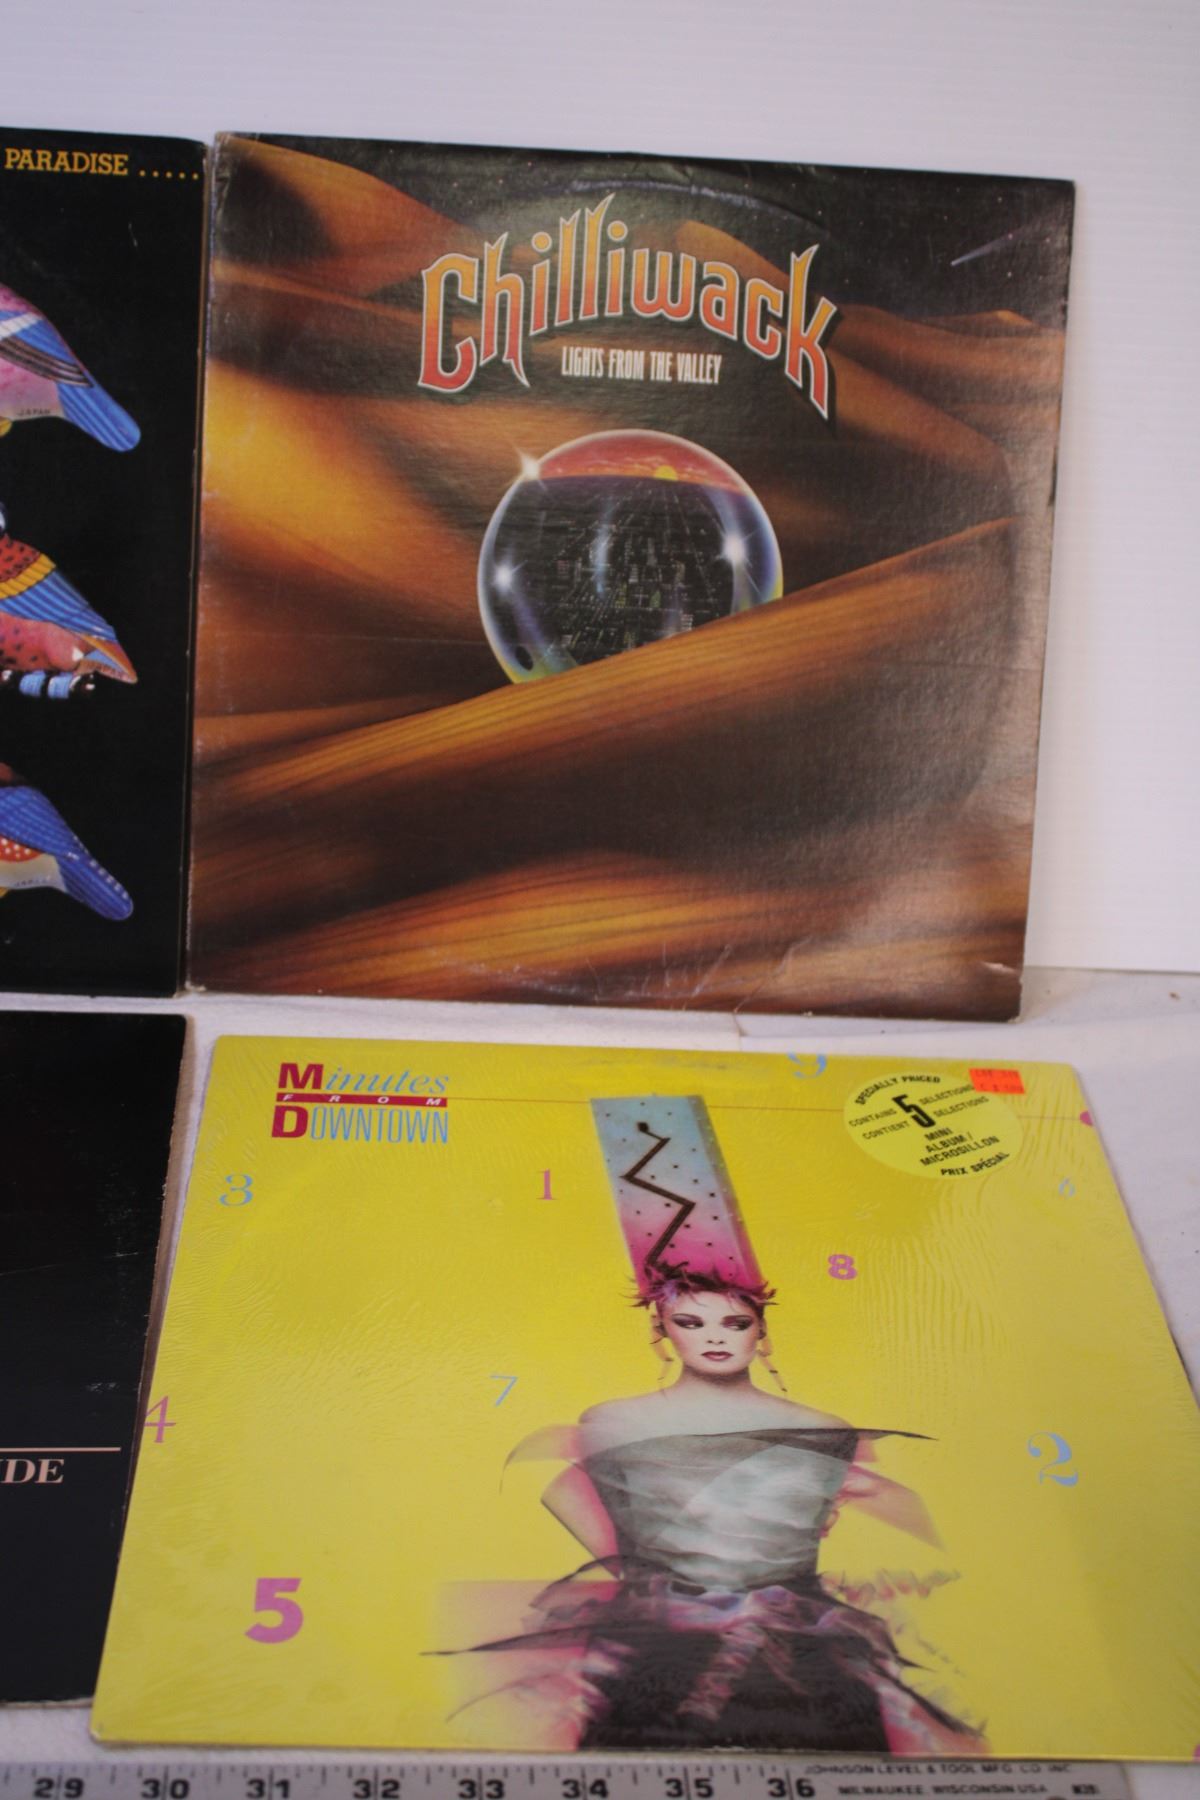 PARADISE .....
Chilliwack
LIGHTS FROM THE VALLEY
JAPAN
JAPAN
JAPAN
Minutes
FROM
DOWNTOWN
9
SPECIALLY PRICED
CONTAINS 5 SELECTIONS
CONTIENT SELECTIONS
MINI
ALBUM/
MICROSILLON
PRIX SPÉCIAL
3
1
6
8
7
4
2
DE
5
29 30 31 32 33 34 35 36
JOHNSON LEVEL & TOOL MFG. CO. INC.
MILWAUKEE, WISCONSIN USA